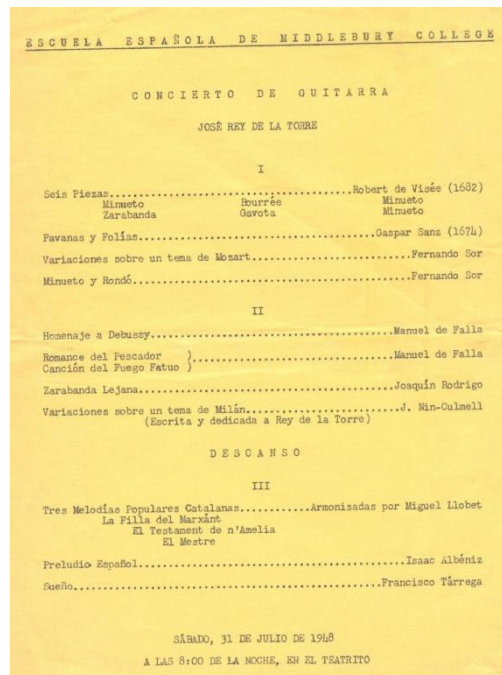 ESCUELA ESPAÑOLA DE MIDDLEBURY COLLEGE
CONCIERTO DE GUITARRA
JOSÉ REY DE LA TORRE
I
Seis Piezas...................................Robert de Visée (1682)
Minueto Bourrée Minueto
Zarabanda Gavota Minueto
Pavanas y Folías.................................Gaspar Sanz (1674)
Variaciones sobre un tema de Mozart......................Fernando Sor
Minueto y Rondó..........................................Fernando Sor
II
Homenaje a Debussy.....................................Manuel de Falla
Romance del Pescador )...............................Manuel de Falla
Canción del Fuego Fatuo )
Zarabanda Lejana.......................................Joaquín Rodrigo
Variaciones sobre un tema de Milán.....................J. Nin-Culmell
(Escrita y dedicada a Rey de la Torre)
DESCANSO
III
Tres Melodías Populares Catalanas...........Armonizadas por Miguel Llobet
La Filla del Marxánt
El Testament de n'Amelia
El Mestre
Preludio Español........................................Isaac Albéniz
Sueño................................................Francisco Tárrega
SÁBADO, 31 DE JULIO DE 1948
A LAS 8:00 DE LA NOCHE, EN EL TEATRITO